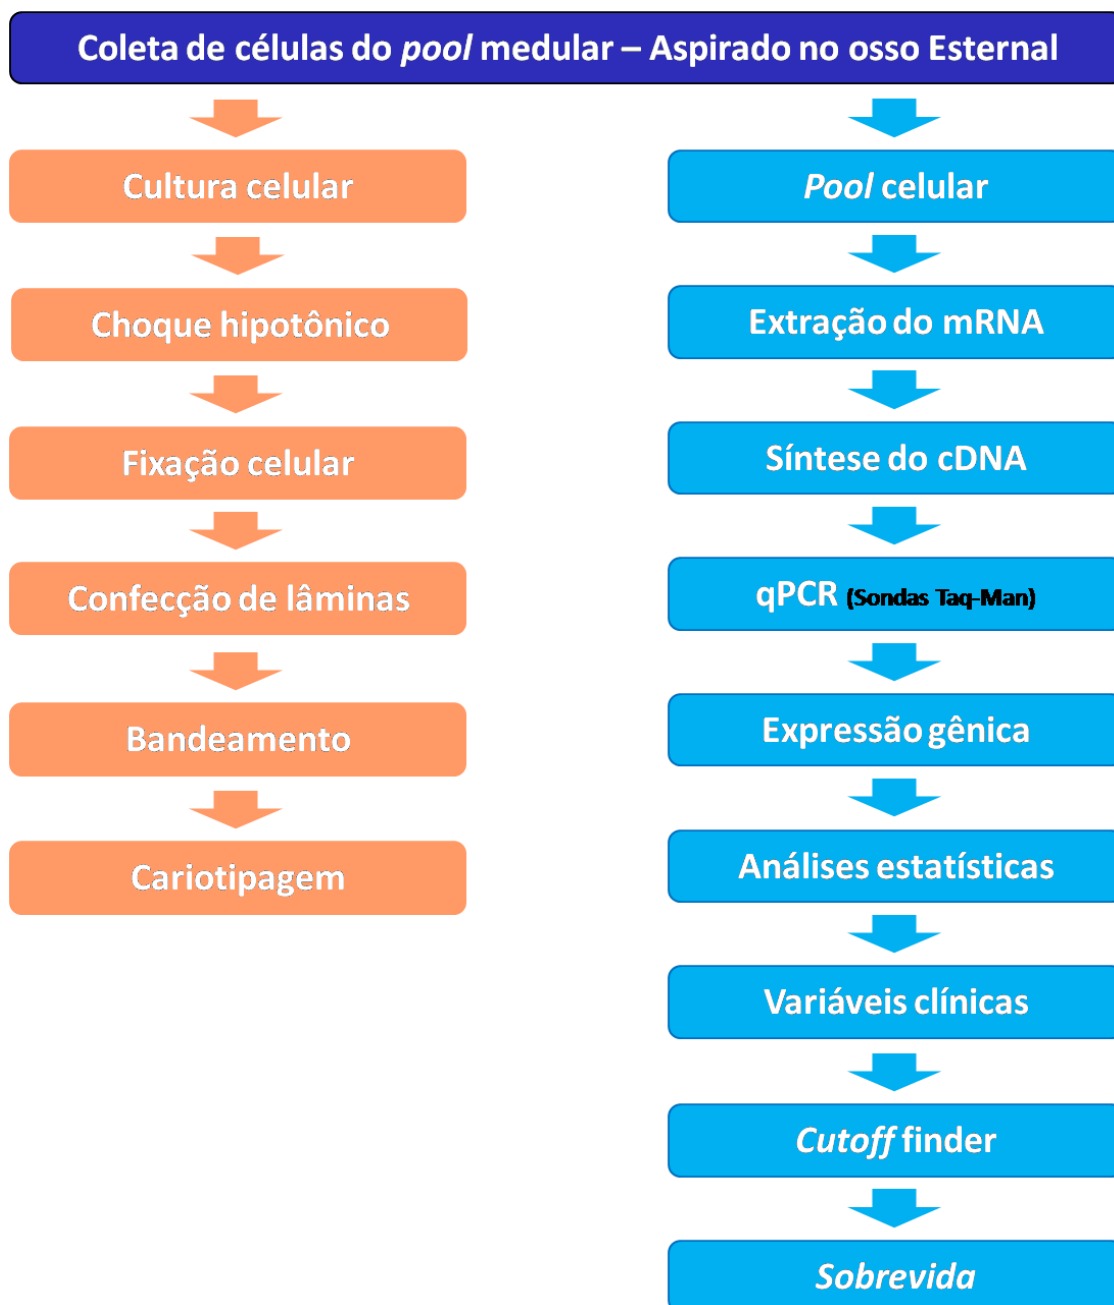 Coleta de células do pool medular – Aspirado no osso Esternal
Cultura celular
Choque hipotônico
Fixação celular
Confecção de lâminas
Bandeamento
Cariotipagem
Pool celular
Extração do mRNA
Síntese do cDNA
qPCR (Sondas Taq-Man)
Expressão gênica
Análises estatísticas
Variáveis clínicas
Cutoff finder
Sobrevida